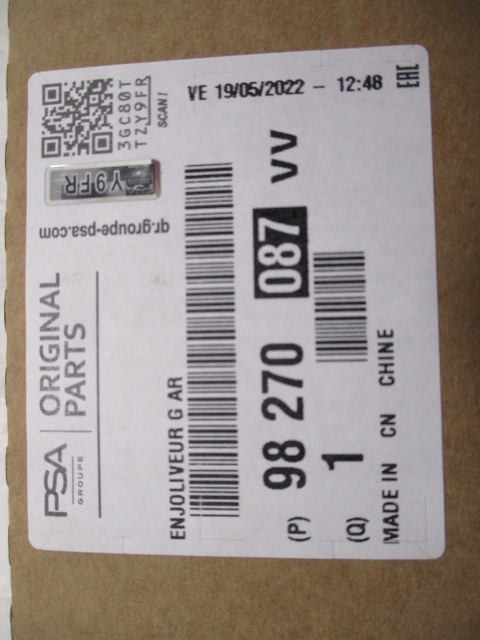 PSA
GROUPE
ORIGINAL
PARTS
qr.groupe-psa.com
Y9FR
3GC80T
TZY9FR
SCAN!
VE 19/05/2022 - 12:48
EAC
ENJOLIVEUR G AR
(P) 98 270 087 VV
(Q) 1
MADE IN CN CHINE